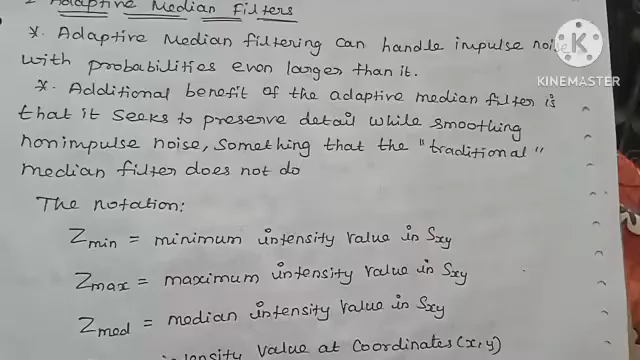 2 Adaptive Median Filters
* Adaptive Median filtering can handle impulse noise
with probabilities even larger than it.
* Additional benefit of the adaptive median filter is
that it seeks to preserve detail while smoothing
nonimpulse noise, something that the "traditional"
median filter does not do
The notation:
Zmin = minimum intensity value in Sxy
Zmax = maximum intensity value in Sxy
Zmed = median intensity value in Sxy
intensity value at coordinates (x,y)
KINEMASTER